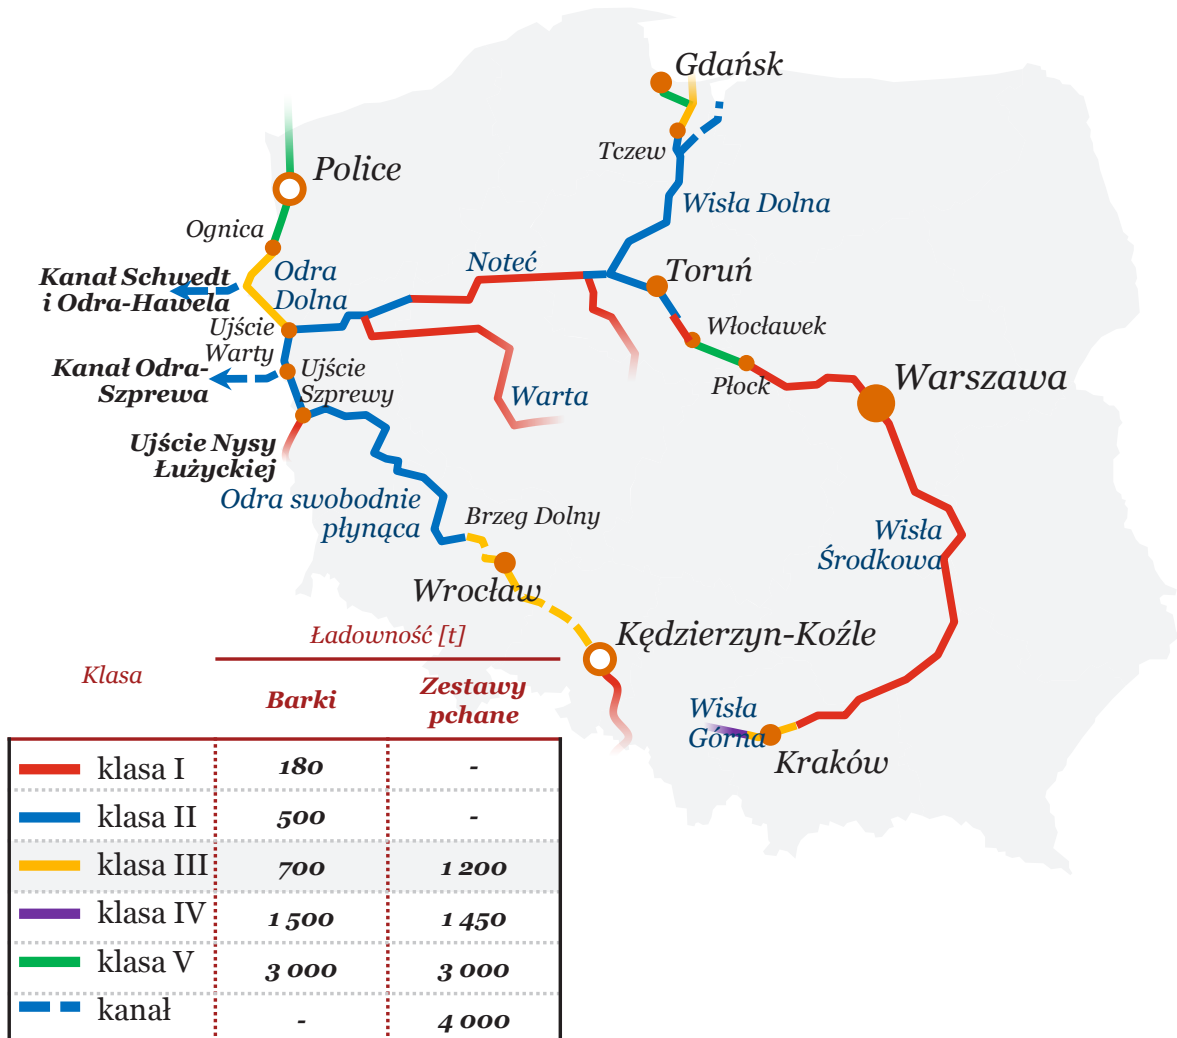 Gdańsk
Tczew
Police
Wisła Dolna
Ognica
Noteć
Toruń
Kanał Schwedt
i Odra-Hawela
Odra
Dolna
Ujście
Warty
Włocławek
Kanał Odra-
Szprewa
Ujście
Szprewy
Płock
Warszawa
Warta
Ujście Nysy
Łużyckiej
Odra swobodnie
płynąca
Brzeg Dolny
Wisła
Środkowa
Wrocław
Kędzierzyn-Koźle
Wisła
Górna
Kraków
Klasa
Ładowność [t]
Barki
Zestawy
pchane
klasa I 180 -
klasa II 500 -
klasa III 700 1 200
klasa IV 1 500 1 450
klasa V 3 000 3 000
kanał - 4 000